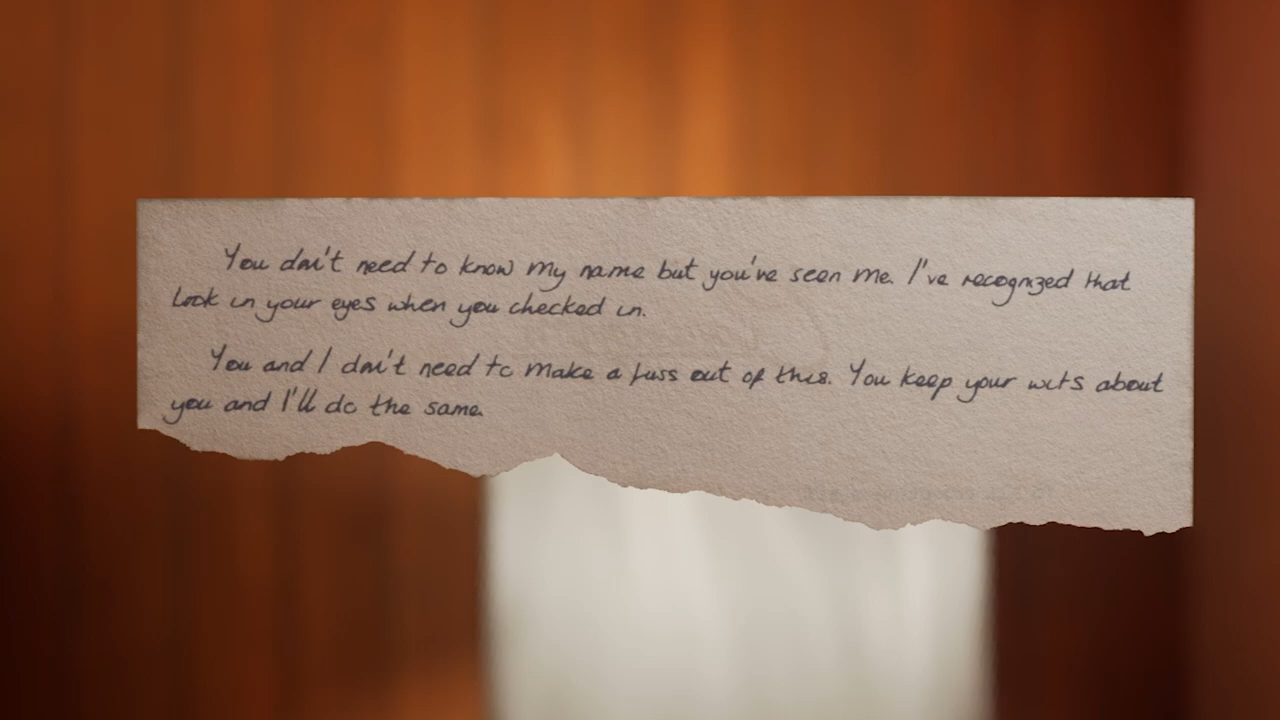 You don't need to know my name but you've seen me. I've recognized that
look in your eyes when you checked in.
You and I don't need to make a fuss out of this. You keep your wits about
you and I'll do the same.